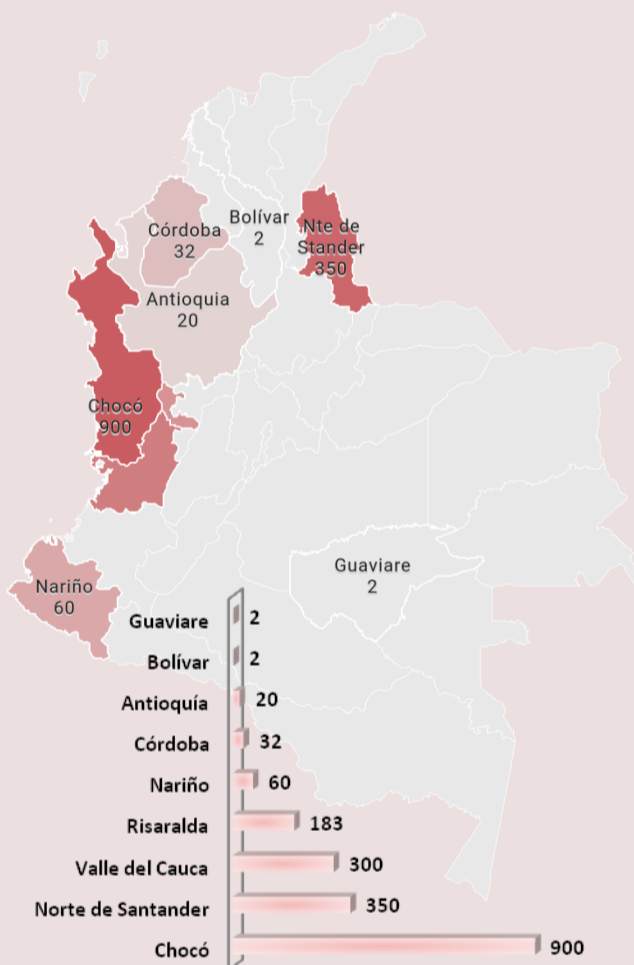 Bolívar
2
Nte de
Stander
350
Córdoba
32
Antioquia
20
Chocó
900
Guaviare
2
Nariño
60
Guaviare 2
Bolívar 2
Antioquía 20
Córdoba 32
Nariño 60
Risaralda 183
Valle del Cauca 300
Norte de Santander 350
Chocó 900